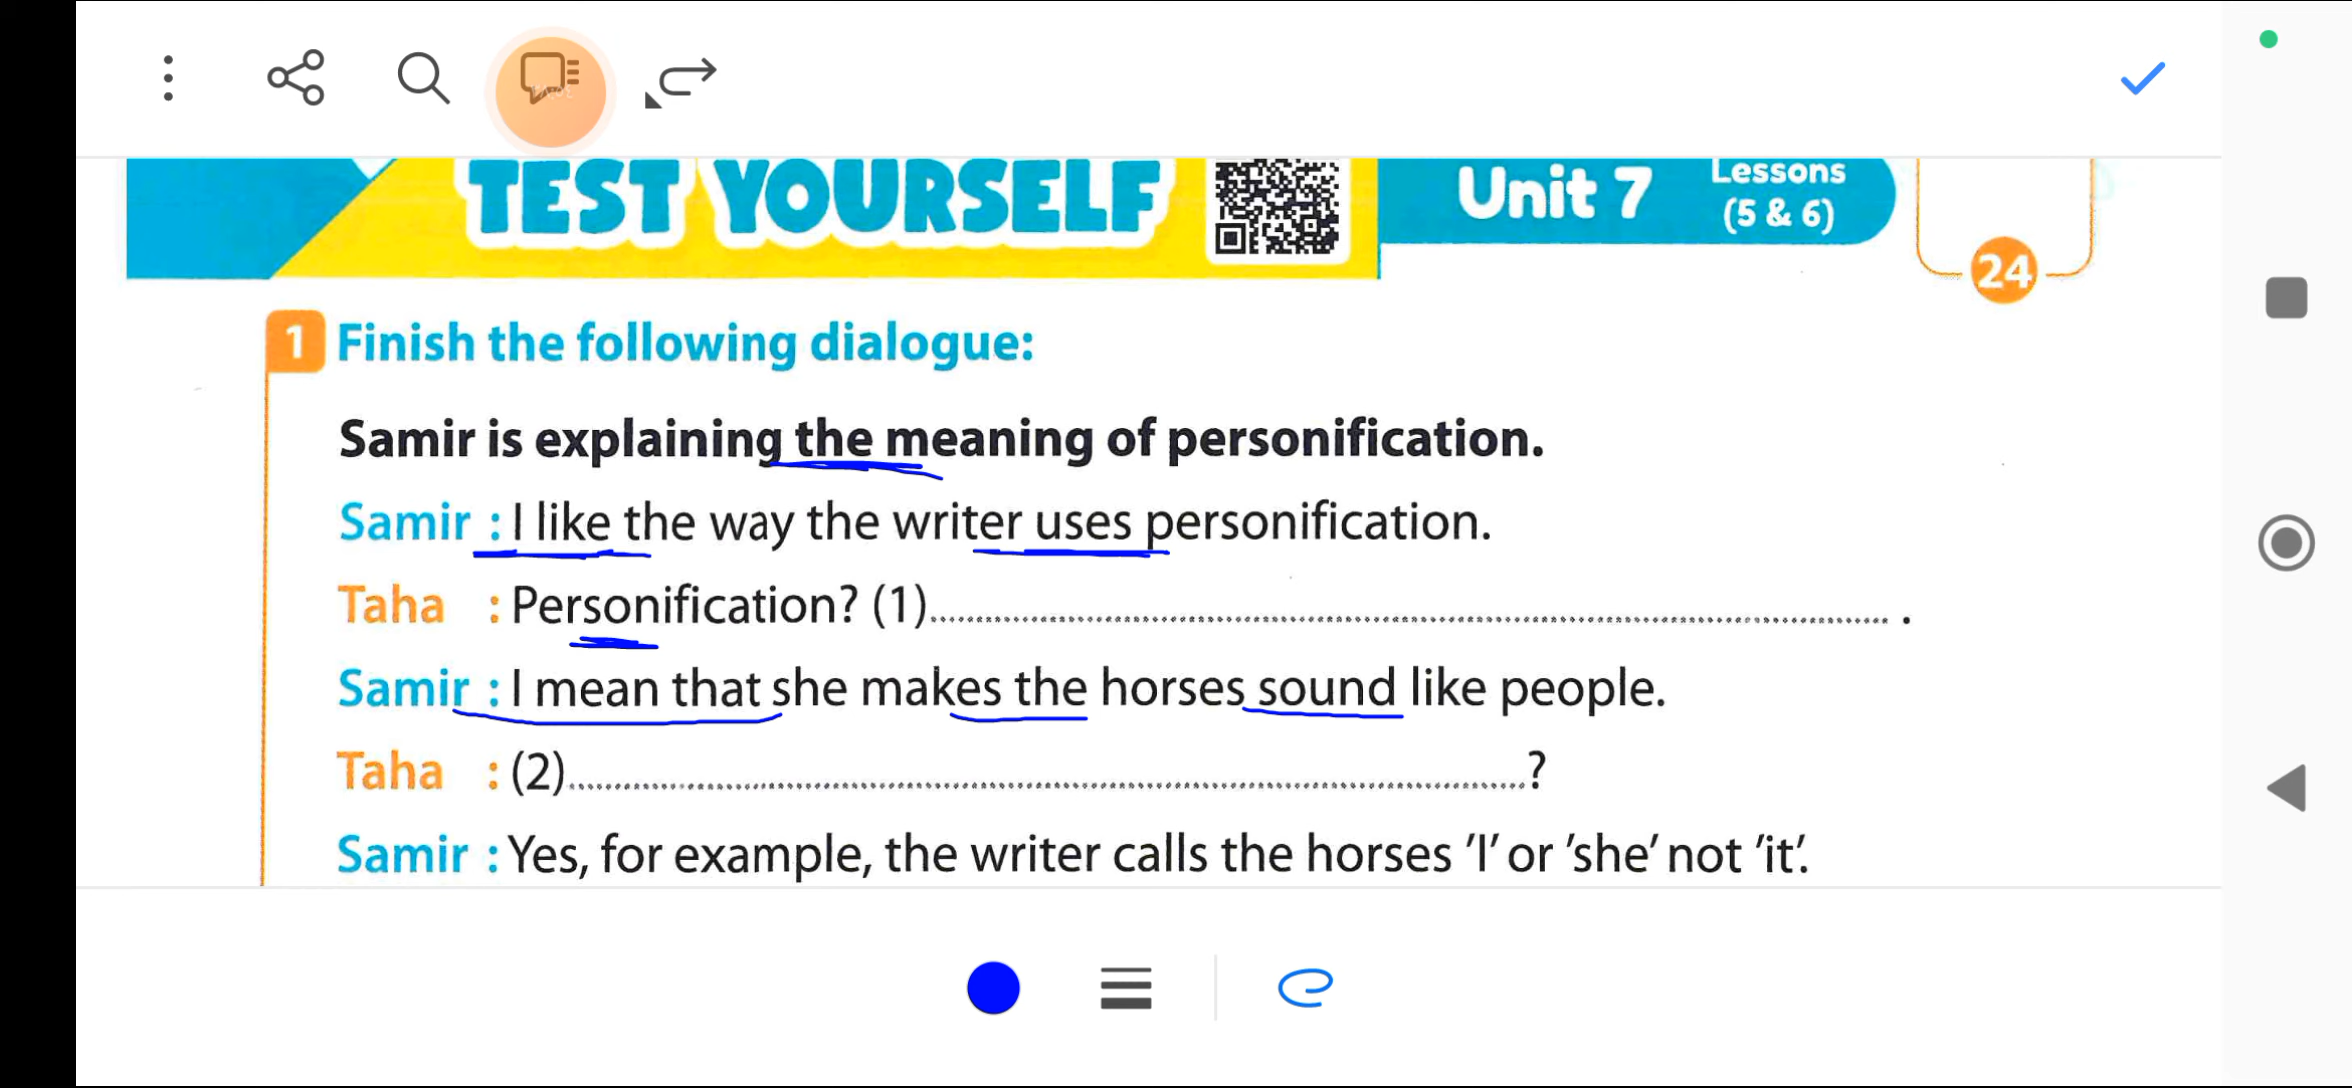 TEST YOURSELF
Unit 7
Lessons
(5 & 6)
24
1 Finish the following dialogue:
Samir is explaining the meaning of personification.
Samir : I like the way the writer uses personification.
Taha : Personification? (1)........................................ .
Samir : I mean that she makes the horses sound like people.
Taha : (2)........................................?
Samir : Yes, for example, the writer calls the horses 'I' or 'she' not 'it'.